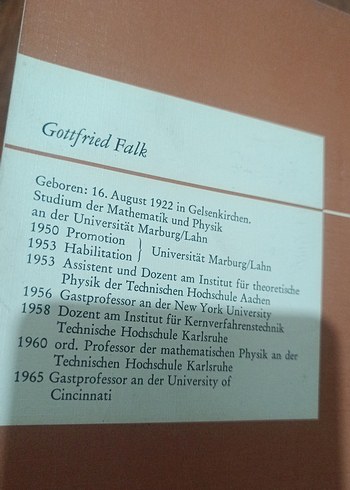 Gottfried Falk
Geboren: 16. August 1922 in Gelsenkirchen.
Studium der Mathematik und Physik
an der Universität Marburg/Lahn
1950 Promotion
1953 Habilitation } Universität Marburg/Lahn
1953 Assistent und Dozent am Institut für theoretische
Physik der Technischen Hochschule Aachen
1956 Gastprofessor an der New York University
1958 Dozent am Institut für Kernverfahrenstechnik
Technische Hochschule Karlsruhe
1960 ord. Professor der mathematischen Physik an der
Technischen Hochschule Karlsruhe
1965 Gastprofessor an der University of
Cincinnati